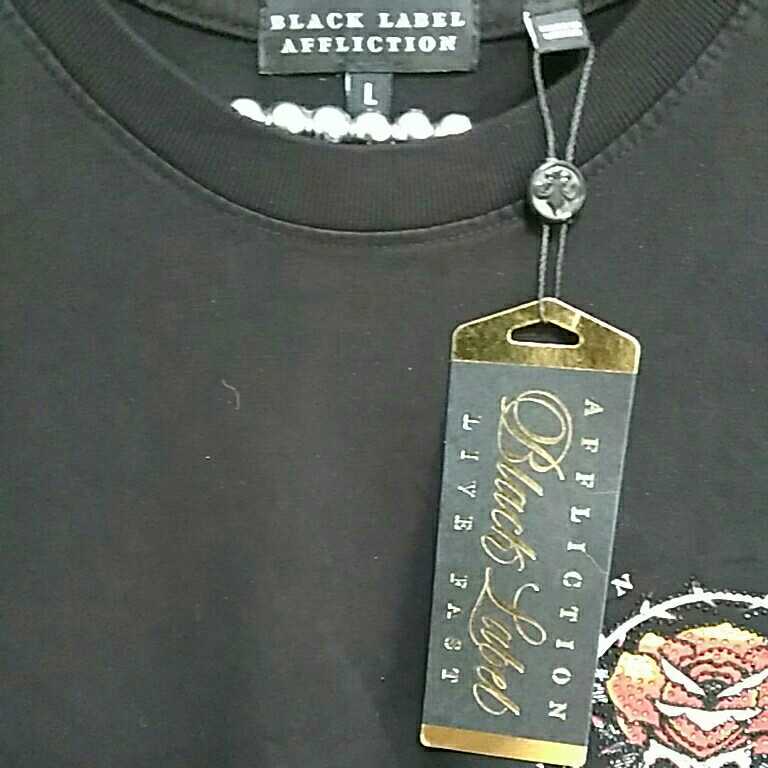 BLACK LABEL
AFFLICTION
L
AFFLICTION
Black Label
LIVE FAST